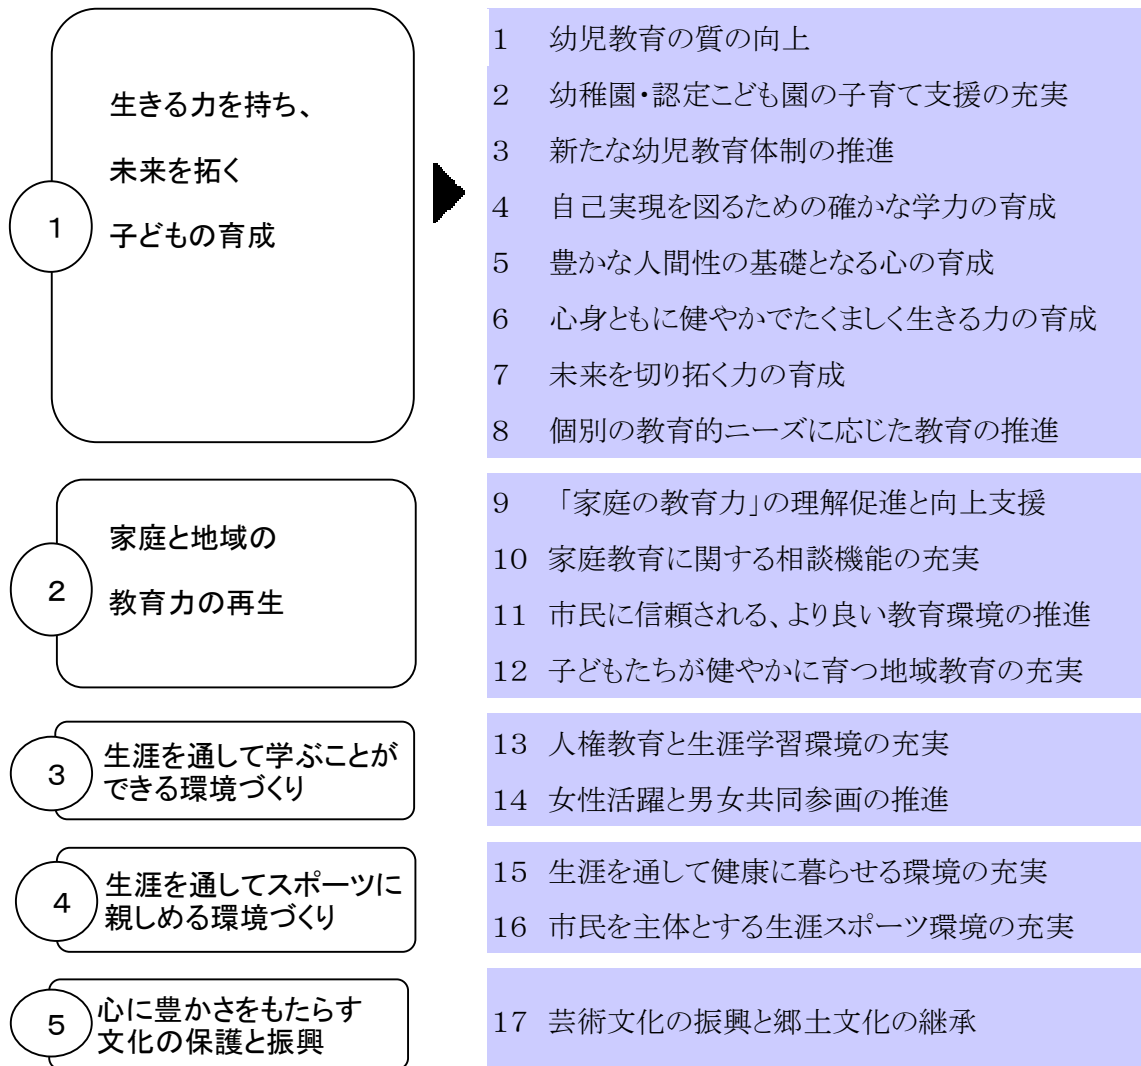 1
生きる力を持ち、
未来を拓く
子どもの育成
1 幼児教育の質の向上
2 幼稚園・認定こども園の子育て支援の充実
3 新たな幼児教育体制の推進
4 自己実現を図るための確かな学力の育成
5 豊かな人間性の基礎となる心の育成
6 心身ともに健やかでたくましく生きる力の育成
7 未来を切り拓く力の育成
8 個別の教育的ニーズに応じた教育の推進
2
家庭と地域の
教育力の再生
9 「家庭の教育力」の理解促進と向上支援
10 家庭教育に関する相談機能の充実
11 市民に信頼される、より良い教育環境の推進
12 子どもたちが健やかに育つ地域教育の充実
3
生涯を通して学ぶことが
できる環境づくり
13 人権教育と生涯学習環境の充実
14 女性活躍と男女共同参画の推進
4
生涯を通してスポーツに
親しめる環境づくり
15 生涯を通して健康に暮らせる環境の充実
16 市民を主体とする生涯スポーツ環境の充実
5
心に豊かさをもたらす
文化の保護と振興
17 芸術文化の振興と郷土文化の継承